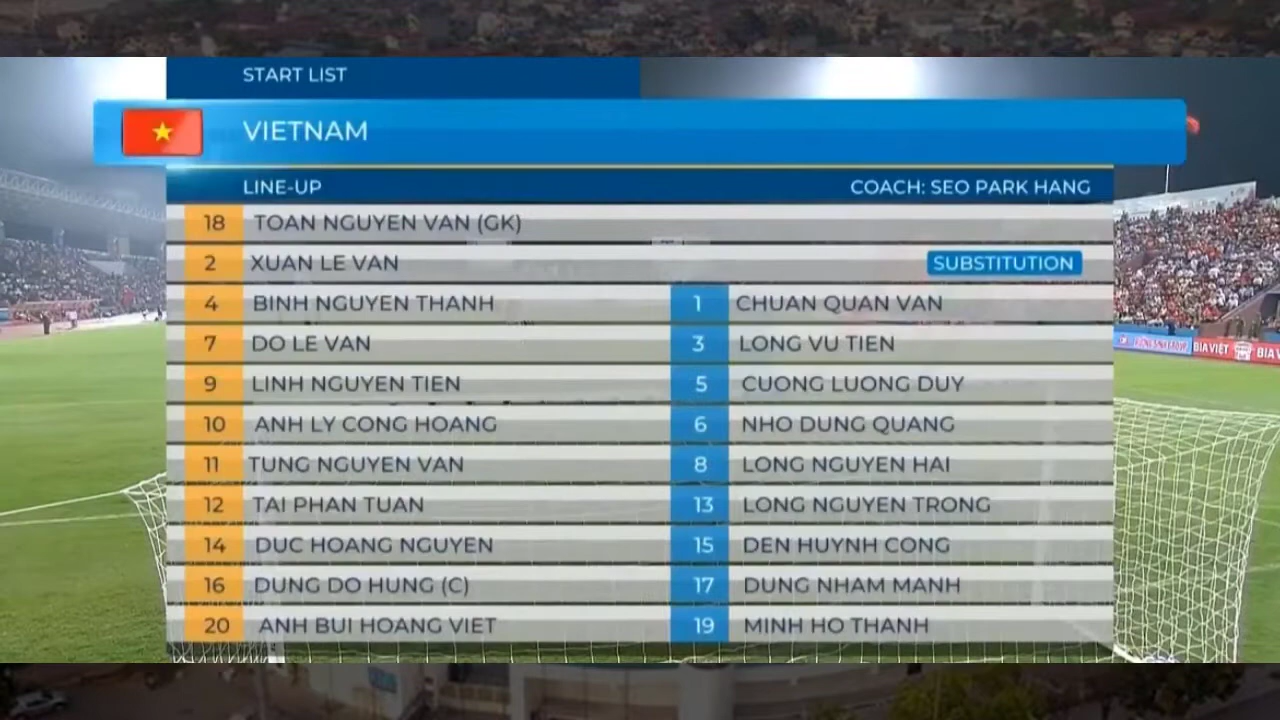 START LIST
VIETNAM
LINE-UP COACH: SEO PARK HANG
18 TOAN NGUYEN VAN (GK)
2 XUAN LE VAN SUBSTITUTION
4 BINH NGUYEN THANH 1 CHUAN QUAN VAN
7 DO LE VAN 3 LONG VU TIEN
9 LINH NGUYEN TIEN 5 CUONG LUONG DUY
10 ANH LY CONG HOANG 6 NHO DUNG QUANG
11 TUNG NGUYEN VAN 8 LONG NGUYEN HAI
12 TAI PHAN TUAN 13 LONG NGUYEN TRONG
14 DUC HOANG NGUYEN 15 DEN HUYNH CONG
16 DUNG DO HUNG (C) 17 DUNG NHAM MANH
20 ANH BUI HOANG VIET 19 MINH HO THANH
BIA VIỆT BIA